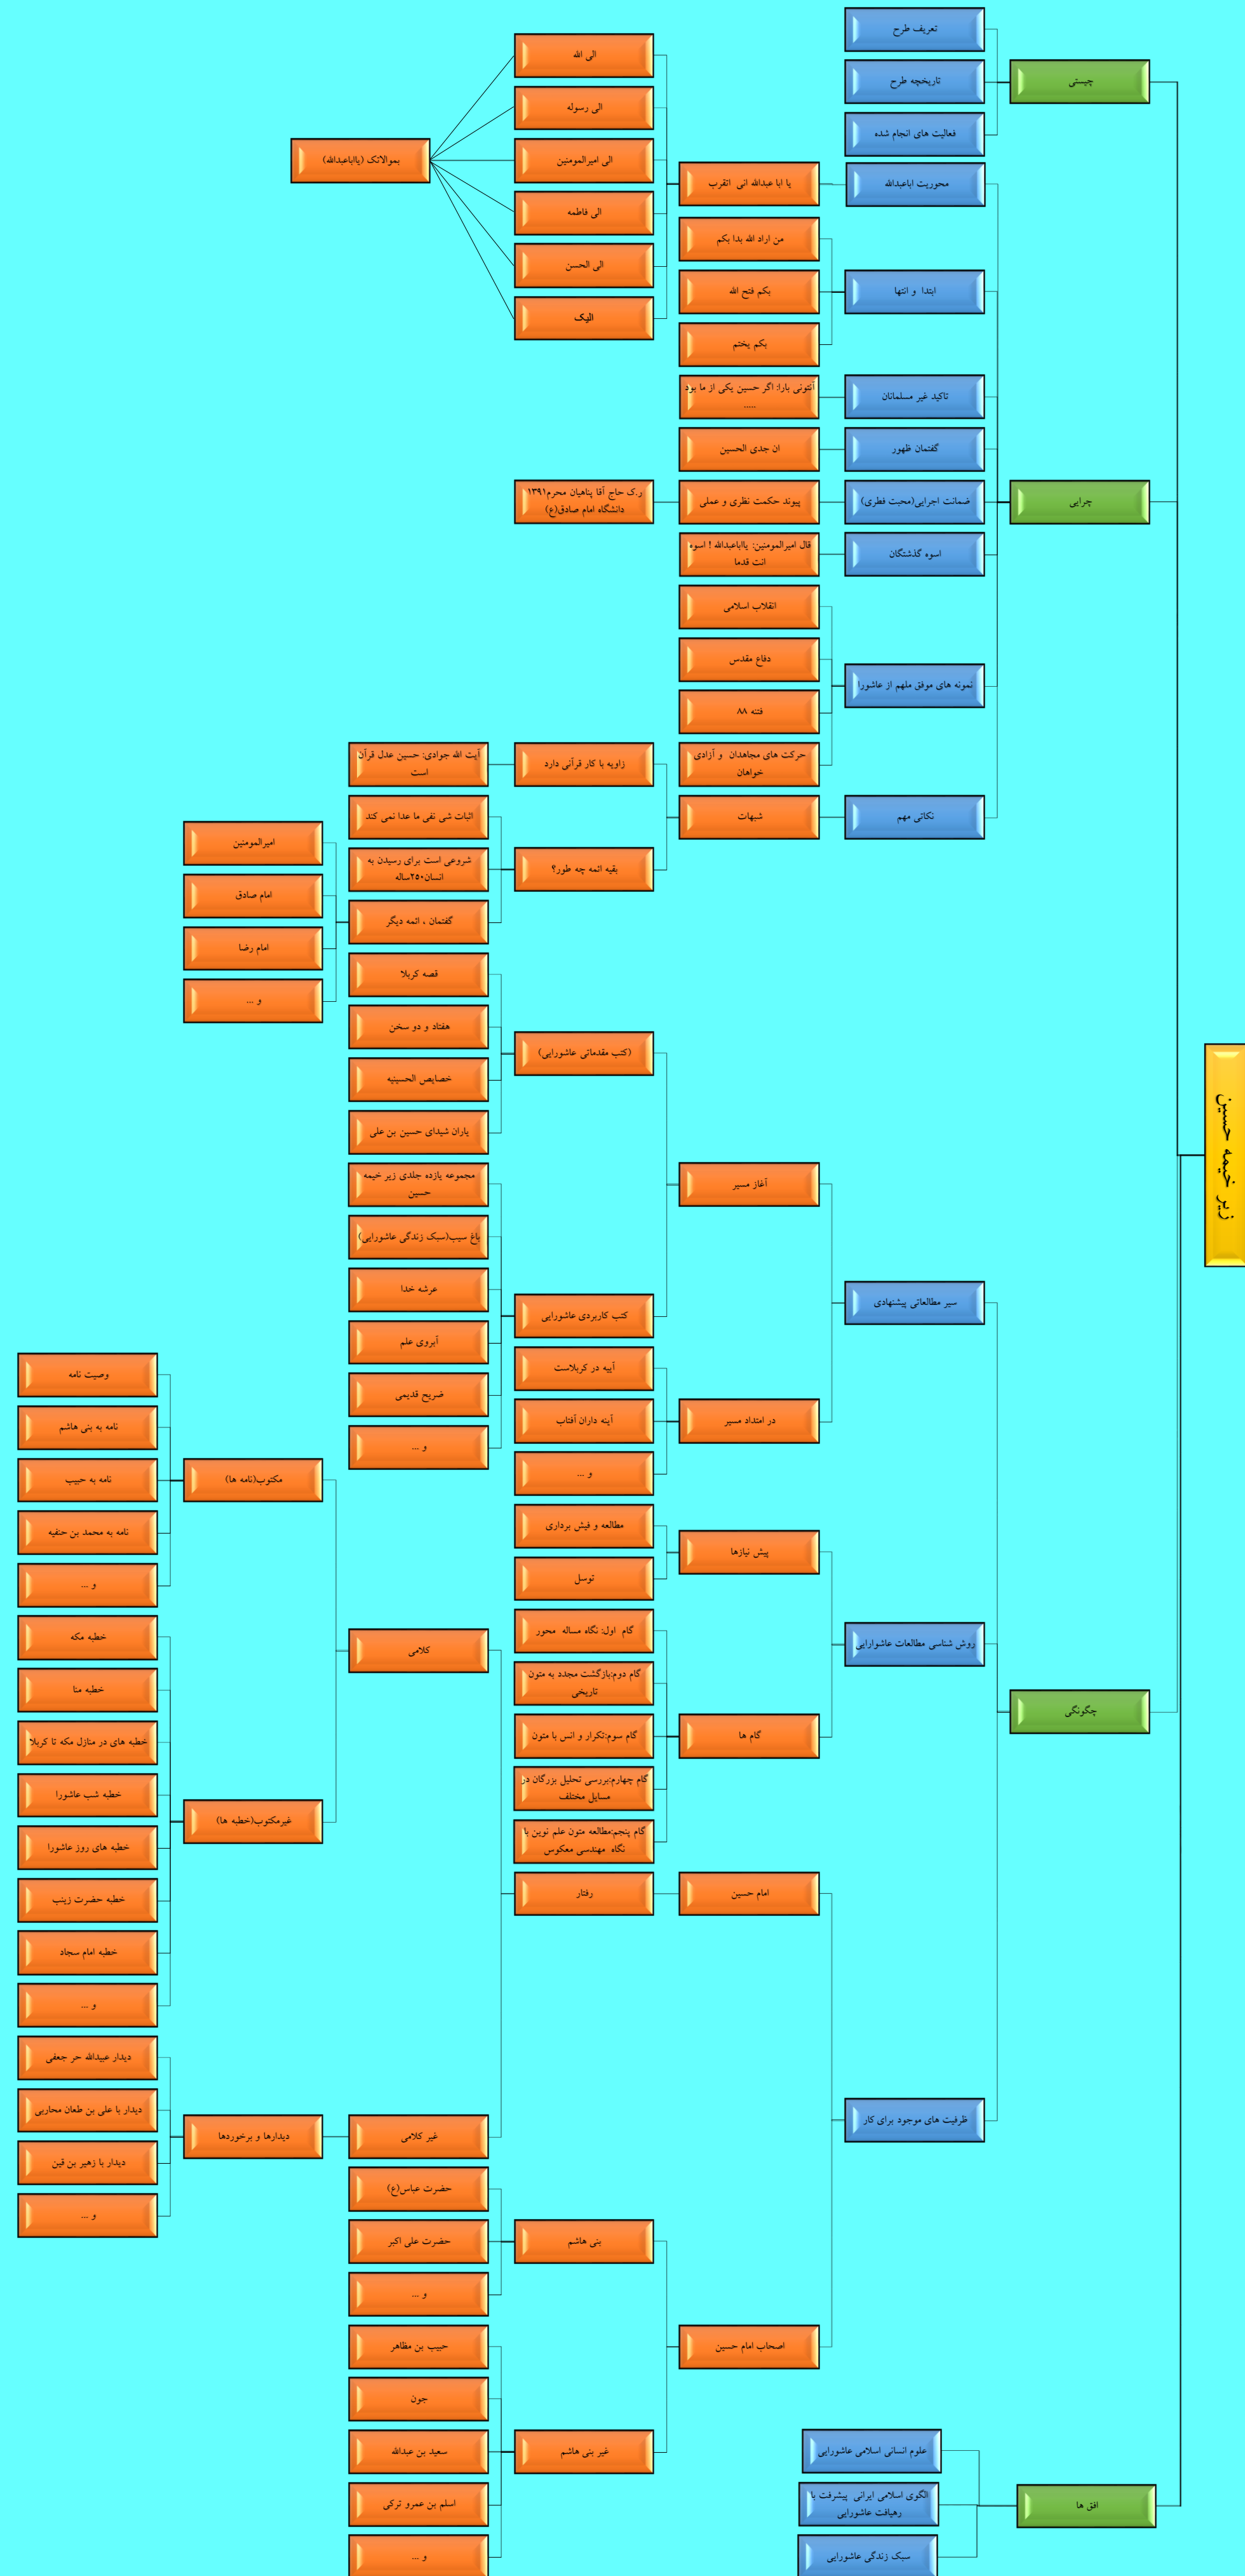 زیر خیمه حسین
چیستی
تعریف طرح
تاریخچه طرح
فعالیت های انجام شده
چرایی
محوریت اباعبدالله
یا ابا عبدالله انی اتقرب
الی الله
الی رسوله
الی امیرالمومنین
الی فاطمه
الی الحسن
الیک
بموالاتک (یااباعبدالله)
ابتدا و انتها
من اراد الله بدا بکم
بکم فتح الله
بکم یختم
تاکید غیر مسلمانان
آنتونی بارا: اگر حسین یکی از ما بود
.....
گفتمان ظهور
ان جدی الحسین
ضمانت اجرایی(محبت فطری)
پیوند حکمت نظری و عملی
ر.ک حاج آقا پناهیان محرم۱۳۹۱
دانشگاه امام صادق(ع)
اسوه گذشتگان
قال امیرالمومنین: یااباعبدالله ! اسوه
انت قدما
نمونه های موفق ملهم از عاشورا
انقلاب اسلامی
دفاع مقدس
فتنه ۸۸
حرکت های مجاهدان و آزادی
خواهان
نکاتی مهم
شبهات
زاویه با کار قرآنی دارد
آیت الله جوادی: حسین عدل قرآن
است
بقیه ائمه چه طور؟
اثبات شی نفی ما عدا نمی کند
شروعی است برای رسیدن به
انسان۲۵۰ساله
گفتمان ، ائمه دیگر
امیرالمومنین
امام صادق
امام رضا
و ...
چگونگی
سیر مطالعاتی پیشنهادی
آغاز مسیر
(کتب مقدماتی عاشورایی)
قصه کربلا
هفتاد و دو سخن
خصایص الحسینیه
یاران شیدای حسین بن علی
کتب کاربردی عاشورایی
مجموعه یازده جلدی زیر خیمه
حسین
باغ سیب(سبک زندگی عاشورایی)
عرشه خدا
آبروی علم
ضریح قدیمی
و ...
در امتداد مسیر
آییه در کربلاست
آینه داران آفتاب
و ...
روش شناسی مطالعات عاشوارایی
پیش نیازها
مطالعه و فیش برداری
توسل
گام ها
گام اول: نگاه مساله محور
گام دوم:بازگشت مجدد به متون
تاریخی
گام سوم:تکرار و انس با متون
گام چهارم:بررسی تحلیل بزرگان در
مسایل مختلف
گام پنجم:مطالعه متون علم نوین با
نگاه مهندسی معکوس
ظرفیت های موجود برای کار
امام حسین
رفتار
کلامی
مکتوب(نامه ها)
وصیت نامه
نامه به بنی هاشم
نامه به حبیب
نامه به محمد بن حنفیه
و ...
غیرمکتوب(خطبه ها)
خطبه مکه
خطبه منا
خطبه های در منازل مکه تا کربلا
خطبه شب عاشورا
خطبه های روز عاشورا
خطبه حضرت زینب
خطبه امام سجاد
و ...
غیر کلامی
دیدارها و برخوردها
دیدار عبیدالله حر جعفی
دیدار با علی بن طعان محاربی
دیدار با زهیر بن قین
و ...
اصحاب امام حسین
بنی هاشم
حضرت عباس(ع)
حضرت علی اکبر
و ...
غیر بنی هاشم
حبیب بن مظاهر
جون
سعید بن عبدالله
اسلم بن عمرو ترکی
و ...
افق ها
علوم انسانی اسلامی عاشورایی
الگوی اسلامی ایرانی پیشرفت با
رهیافت عاشورایی
سبک زندگی عاشورایی